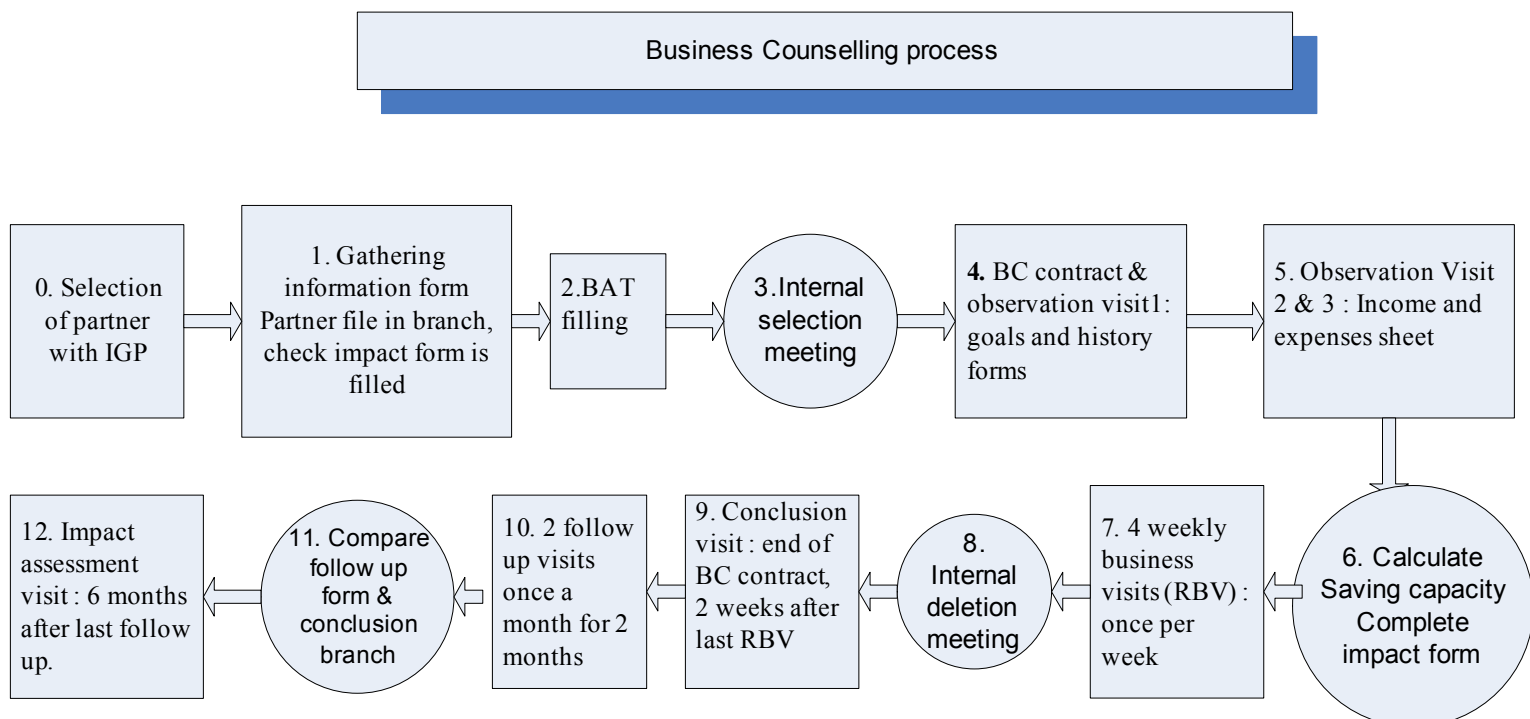 Business Counselling process
0. Selection
of partner
with IGP
1. Gathering
information form
Partner file in branch,
check impact form is
filled
2.BAT
filling
3.Internal
selection
meeting
4. BC contract &
observation visit1:
goals and history
forms
5. Observation Visit
2 & 3 : Income and
expenses sheet
6. Calculate
Saving capacity
Complete
impact form
7. 4 weekly
business
visits (RBV) :
once per
week
8.
Internal
deletion
meeting
9. Conclusion
visit : end of
BC contract,
2 weeks after
last RBV
10. 2 follow
up visits
once a
month for 2
months
11. Compare
follow up
form &
conclusion
branch
12. Impact
assessment
visit : 6 months
after last follow
up.